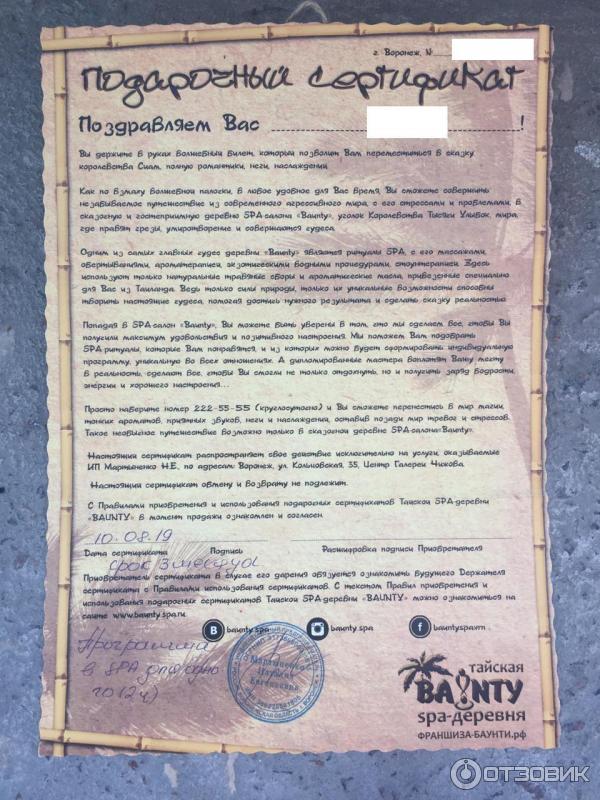 г. Воронеж, N
Подарочный сертификат
Поздравляем Вас !
Вы держите в руках волшебный билет, который позволит Вам переместиться в сказку
королевства Сиам, полную романтики, неги, наслаждений.
Как по взмаху волшебной палочки, в любое удобное для Вас время, Вы сможете совершить
незабываемое путешествие из современного агрессивного мира, с его стрессами и проблемами, в
сказочную и гостеприимную деревню SPA-салона «Baunty», уголок Королевства Тысячи Улыбок, мира,
где правят грезы, умиротворение и совершаются чудеса.
Одним из самых главных чудес деревни «Baunty» являются ритуалы SPA, с его массажами,
обертываниями, ароматерапией, экзотическими водными процедурами, стоунтерапией. Здесь
используют только натуральные травяные сборы и ароматические масла, привезенные специально
для Вас из Таиланда. Ведь только силы природы, только их уникальные возможности способны
творить настоящие чудеса, помогая достичь нужного результата и сделать сказку реальностью.
Попадая в SPA-салон «Baunty», Вы можете быть уверены в том, что мы сделаем все, чтобы Вы
получили максимум удовольствия и позитивного настроения. Мы поможем Вам подобрать
SPA-ритуалы, которые Вам понравятся, и из которых можно будет сформировать индивидуальную
программу, уникальную во всех отношениях. А дипломированные мастера воплотят Вашу мечту
в реальность, сделают все, чтобы Вы смогли не только отдохнуть, но и получить заряд бодрости,
энергии и хорошего настроения...
Просто наберите номер 222-55-55 (круглосуточно) и Вы сможете перенестись в мир магии,
тонких ароматов, приятных звуков, неги и наслаждения, оставив позади мир тревог и стрессов.
Такое необычное путешествие возможно только в сказочной деревне SPA-салона«Baunty».
Настоящий сертификат распространяет свое действие исключительно на услуги, оказываемые
ИП Мартыненко Н.Е., по адресам: Воронеж, ул. Кольцовская, 35, Центр Галереи Чижова.
Настоящий сертификат обмену и возврату не подлежит.
С Правилами приобретения и использования подарочных сертификатов Тайской SPA-деревни
«BAUNTY» в момент продажи ознакомлен и согласен.
10.08.19
Дата сертификата Подпись Расшифровка подписи Приобретателя
срок 3 месяца
Приобретатель сертификата в случае его дарения обязуется ознакомить будущего Держателя
сертификата с Правилами использования сертификатов. С текстом Правил приобретения и
использования подарочных сертификатов Тайской SPA-деревни «BAUNTY» можно ознакомиться на
сайте www.baunty.spa.ru
B baunty.spa baunty.spa f bauntyspavrn
Программа
в SPA для одно
го (2ч)
Мартыненко
Наталия
Евгеньевна
тайская
BAUNTY
spa-деревня
ФРАНШИЗА-БАУНТИ.рф
ОТЗОВИК